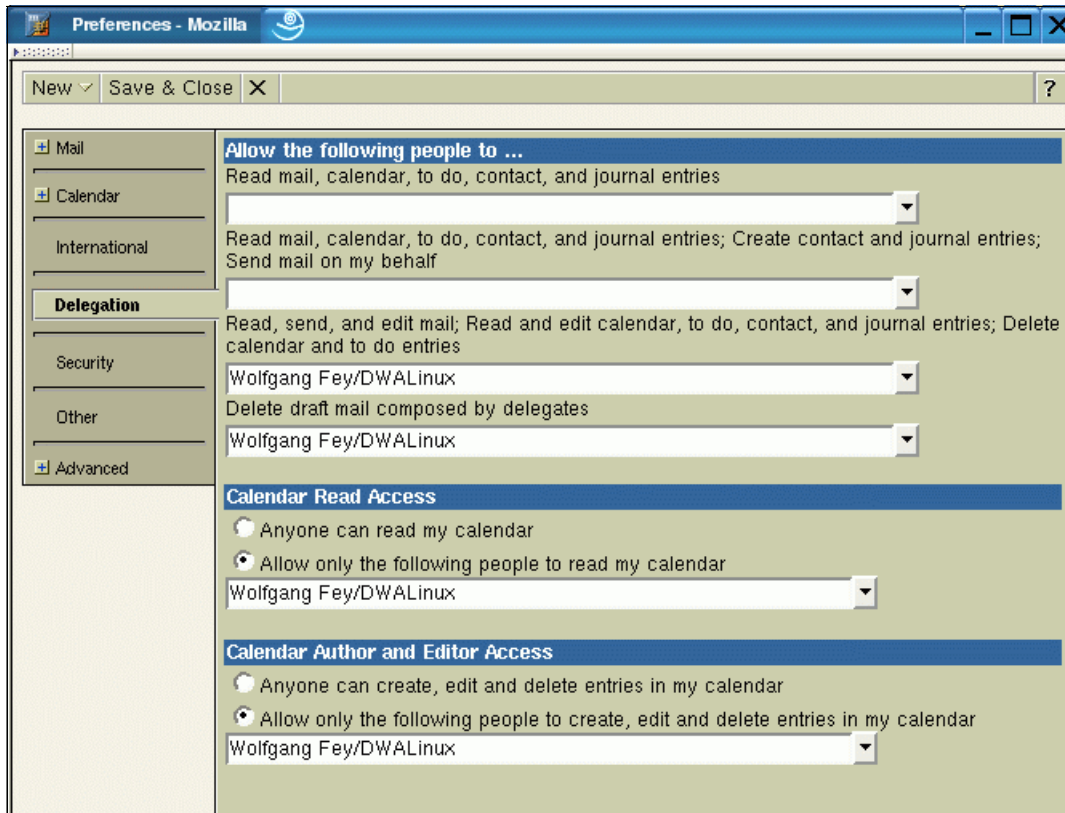 Preferences - Mozilla
New Save & Close X ?
Mail
Calendar
International
Delegation
Security
Other
Advanced
Allow the following people to ...
Read mail, calendar, to do, contact, and journal entries
Read mail, calendar, to do, contact, and journal entries; Create contact and journal entries;
Send mail on my behalf
Read, send, and edit mail; Read and edit calendar, to do, contact, and journal entries; Delete
calendar and to do entries
Wolfgang Fey/DWALinux
Delete draft mail composed by delegates
Wolfgang Fey/DWALinux
Calendar Read Access
Anyone can read my calendar
Allow only the following people to read my calendar
Wolfgang Fey/DWALinux
Calendar Author and Editor Access
Anyone can create, edit and delete entries in my calendar
Allow only the following people to create, edit and delete entries in my calendar
Wolfgang Fey/DWALinux